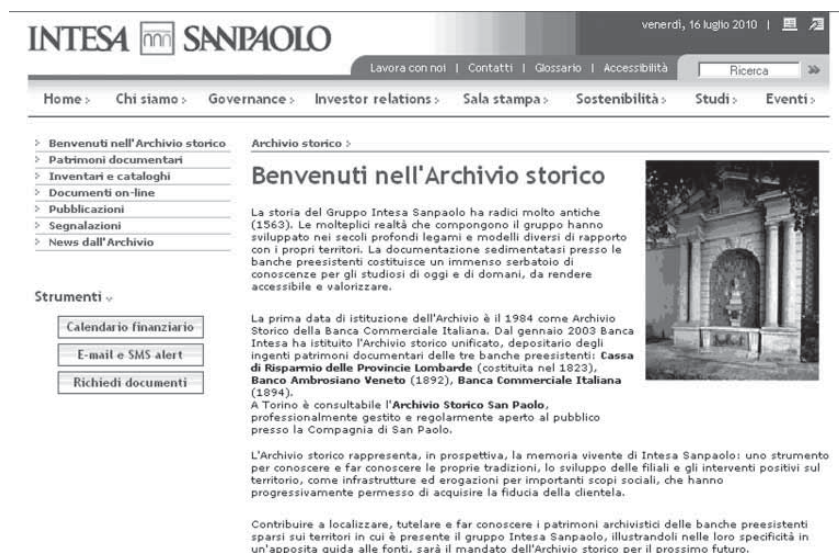 venerdì, 16 luglio 2010 |
INTESA SANPAOLO
Lavora con noi | Contatti | Glossario | Accessibilità
Ricerca
Home Chi siamo Governance Investor relations Sala stampa Sostenibilità Studi Eventi
Benvenuti nell'Archivio storico
Patrimoni documentari
Inventari e cataloghi
Documenti on-line
Pubblicazioni
Segnalazioni
News dall'Archivio
Strumenti
Calendario finanziario
E-mail e SMS alert
Richiedi documenti
Archivio storico >
Benvenuti nell'Archivio storico
La storia del Gruppo Intesa Sanpaolo ha radici molto antiche
(1563). Le molteplici realtà che compongono il gruppo hanno
sviluppato nei secoli profondi legami e modelli diversi di rapporto
con i propri territori. La documentazione sedimentatasi presso le
banche preesistenti costituisce un immenso serbatoio di
conoscenze per gli studiosi di oggi e di domani, da rendere
accessibile e valorizzare.
La prima data di istituzione dell'Archivio è il 1984 come Archivio
Storico della Banca Commerciale Italiana. Dal gennaio 2003 Banca
Intesa ha istituito l'Archivio storico unificato, depositario degli
ingenti patrimoni documentari delle tre banche preesistenti: Cassa
di Risparmio delle Provincie Lombarde (costituita nel 1823),
Banco Ambrosiano Veneto (1892), Banca Commerciale Italiana
(1894).
A Torino è consultabile l'Archivio Storico San Paolo,
professionalmente gestito e regolarmente aperto al pubblico
presso la Compagnia di San Paolo.
L'Archivio storico rappresenta, in prospettiva, la memoria vivente di Intesa Sanpaolo: uno strumento
per conoscere e far conoscere le proprie tradizioni, lo sviluppo delle filiali e gli interventi positivi sul
territorio, come infrastrutture ed erogazioni per importanti scopi sociali, che hanno
progressivamente permesso di acquisire la fiducia della clientela.
Contribuire a localizzare, tutelare e far conoscere i patrimoni archivistici delle banche preesistenti
sparsi sui territori in cui è presente il gruppo Intesa Sanpaolo, illustrandoli nelle loro specificità in
un'apposita guida alle fonti, sarà il mandato dell'Archivio storico per il prossimo futuro.